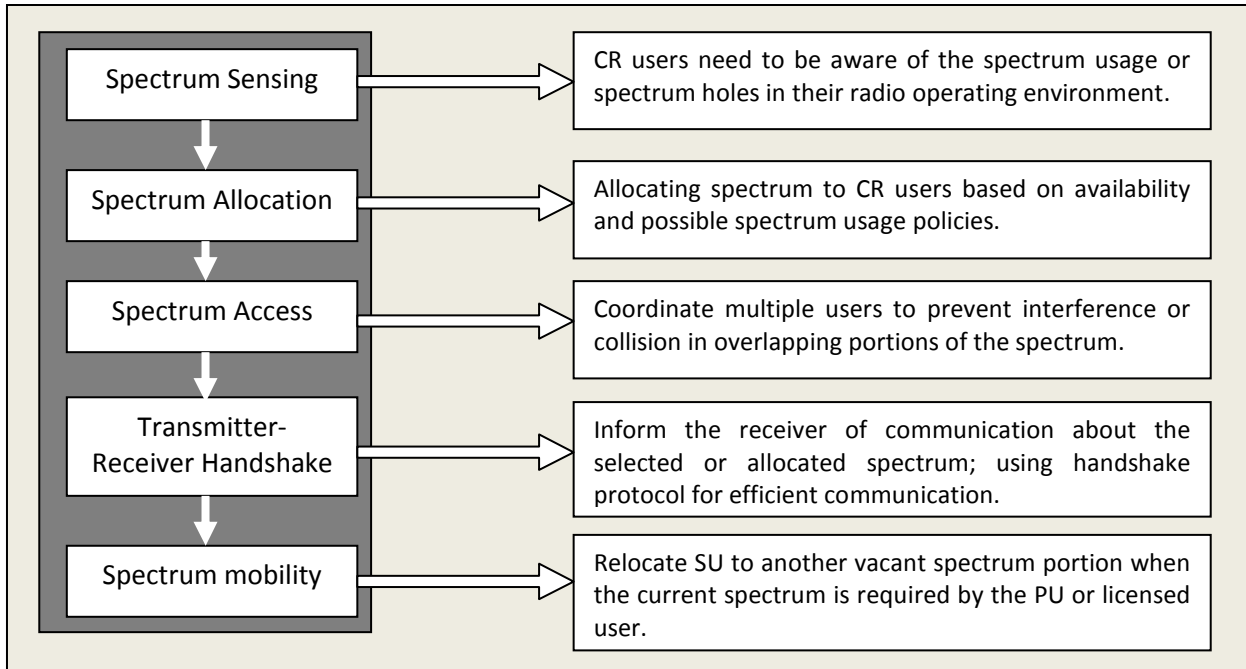 Spectrum Sensing
CR users need to be aware of the spectrum usage or
spectrum holes in their radio operating environment.
Spectrum Allocation
Allocating spectrum to CR users based on availability
and possible spectrum usage policies.
Spectrum Access
Coordinate multiple users to prevent interference or
collision in overlapping portions of the spectrum.
Transmitter-
Receiver Handshake
Inform the receiver of communication about the
selected or allocated spectrum; using handshake
protocol for efficient communication.
Spectrum mobility
Relocate SU to another vacant spectrum portion when
the current spectrum is required by the PU or licensed
user.